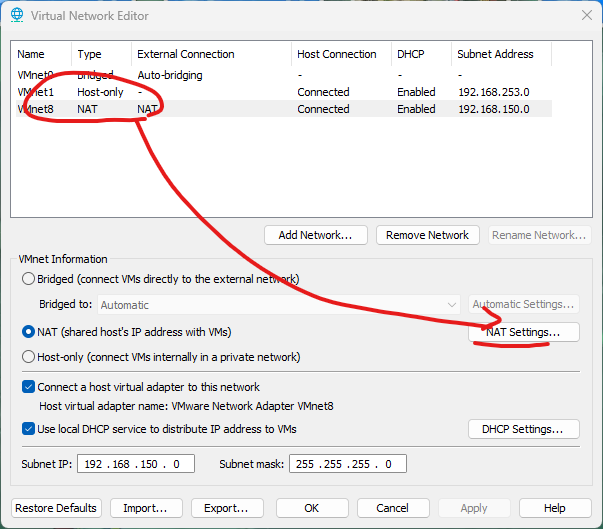 Virtual Network Editor
Name Type External Connection Host Connection DHCP Subnet Address
VMnet0 Bridged Auto-bridging - - -
VMnet1 Host-only - Connected Enabled 192.168.253.0
VMnet8 NAT NAT Connected Enabled 192.168.150.0
Add Network... Remove Network Rename Network...
VMnet Information
Bridged (connect VMs directly to the external network)
Bridged to: Automatic Automatic Settings...
NAT (shared host's IP address with VMs) NAT Settings...
Host-only (connect VMs internally in a private network)
Connect a host virtual adapter to this network
Host virtual adapter name: VMware Network Adapter VMnet8
Use local DHCP service to distribute IP address to VMs DHCP Settings...
Subnet IP: 192 . 168 . 150 . 0 Subnet mask: 255 . 255 . 255 . 0
Restore Defaults Import... Export... OK Cancel Apply Help